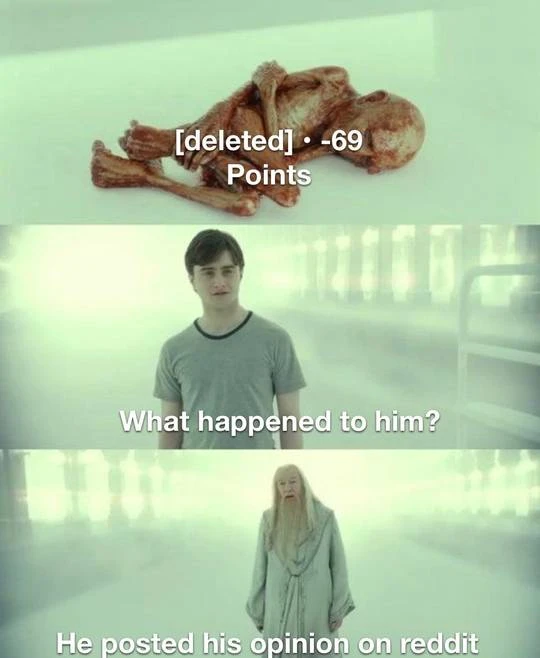 [deleted] • -69
Points
What happened to him?
He posted his opinion on reddit